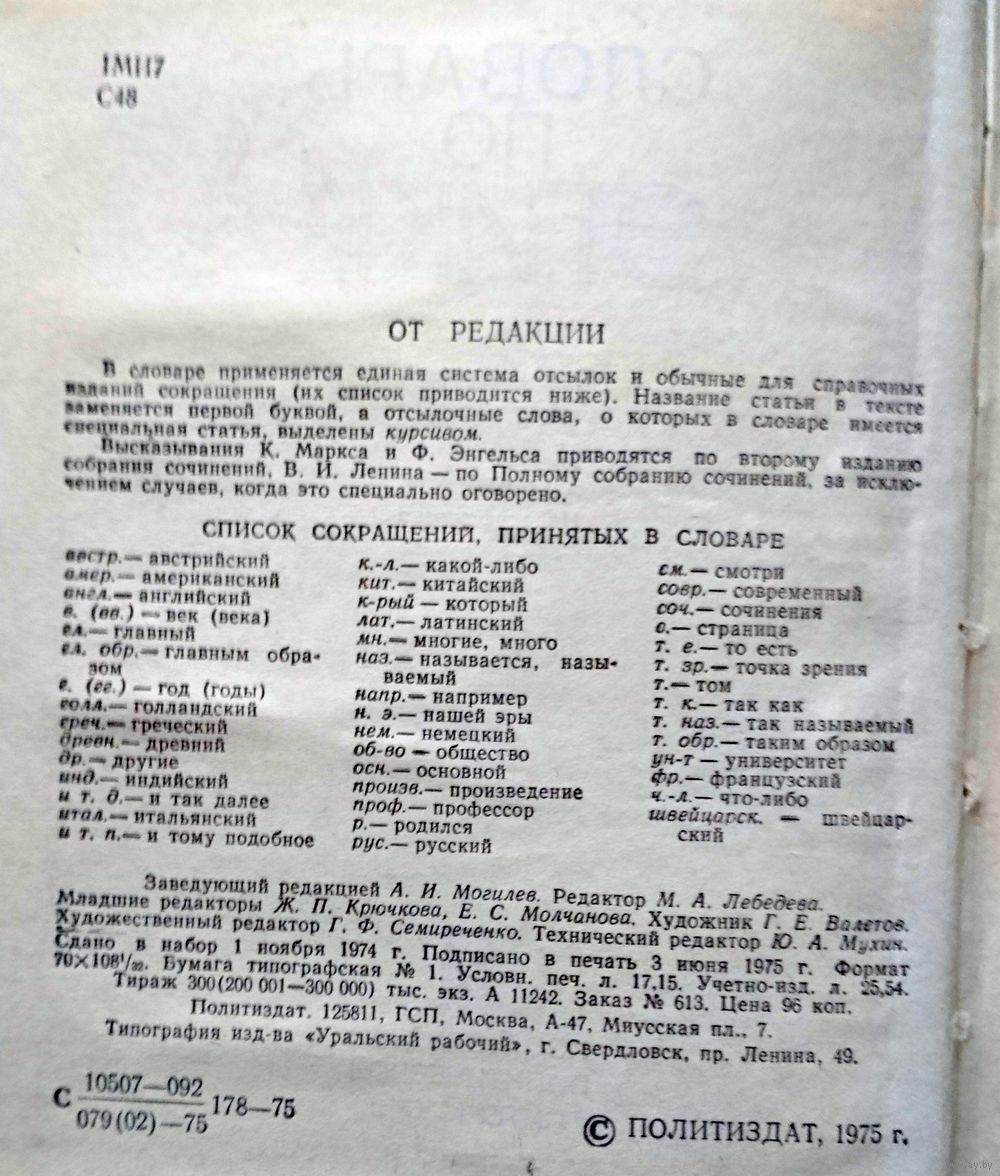 1МП7
С48
ОТ РЕДАКЦИИ
В словаре применяется единая система отсылок и обычные для справочных
изданий сокращения (их список приводится ниже). Название статьи в тексте
заменяется первой буквой, а отсылочные слова, о которых в словаре имеется
специальная статья, выделены курсивом.
Высказывания К. Маркса и Ф. Энгельса приводятся по второму изданию
собрания сочинений, В. И. Ленина — по Полному собранию сочинений, за исклю-
чением случаев, когда это специально оговорено.
СПИСОК СОКРАЩЕНИЙ, ПРИНЯТЫХ В СЛОВАРЕ
австр.— австрийский
амер.— американский
англ.— английский
в. (вв.) — век (века)
гл.— главный
гл. обр.— главным обра-
зом
г. (гг.) — год (годы)
голл.— голландский
греч.— греческий
древн.— древний
др.— другие
инд.— индийский
и т. д.— и так далее
итал.— итальянский
и т. п.— и тому подобное
к.-л.— какой-либо
кит.— китайский
к-рый — который
лат.— латинский
мн.— многие, много
наз.— называется, назы-
ваемый
напр.— например
н. э.— нашей эры
нем.— немецкий
об-во — общество
осн.— основной
произв.— произведение
проф.— профессор
р.— родился
рус.— русский
см.— смотри
совр.— современный
соч.— сочинения
с.— страница
т. е.— то есть
т. зр.— точка зрения
т.— том
т. к.— так как
т. наз.— так называемый
т. обр.— таким образом
ун-т — университет
фр.— французский
ч.-л.— что-либо
швейцарск. — швейцар-
ский
Заведующий редакцией А. И. Могилев. Редактор М. А. Лебедева.
Младшие редакторы Ж. П. Крючкова, Е. С. Молчанова. Художник Г. Е. Валетов.
Художественный редактор Г. Ф. Семиреченко. Технический редактор Ю. А. Мухин.
Сдано в набор 1 ноября 1974 г. Подписано в печать 3 июня 1975 г. Формат
70×108¹/₃₂. Бумага типографская № 1. Условн. печ. л. 17,15. Учетно-изд. л. 25,54.
Тираж 300(200 001—300 000) тыс. экз. А 11242. Заказ № 613. Цена 96 коп.
Политиздат. 125811, ГСП, Москва, А-47, Миусская пл., 7.
Типография изд-ва «Уральский рабочий», г. Свердловск, пр. Ленина, 49.
С 10507—092
079(02)—75 178—75
© ПОЛИТИЗДАТ, 1975 г.